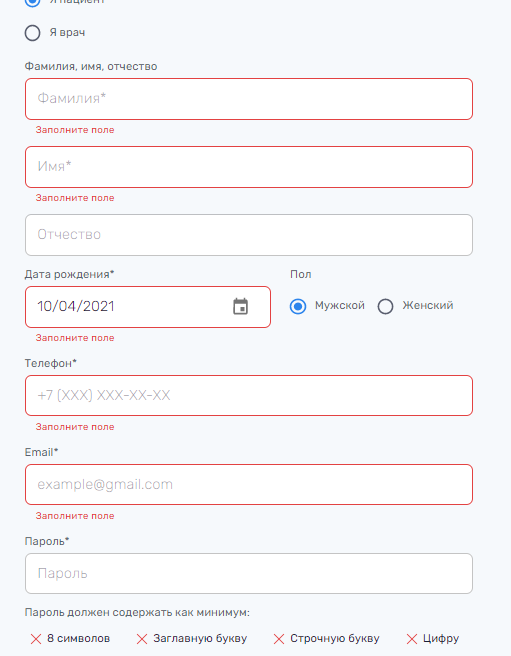 Я пациент
Я врач
Фамилия, имя, отчество
Фамилия*
Заполните поле
Имя*
Заполните поле
Отчество
Дата рождения* Пол
10/04/2021 Мужской Женский
Заполните поле
Телефон*
+7 (XXX) XXX-XX-XX
Заполните поле
Email*
example@gmail.com
Заполните поле
Пароль*
Пароль
Пароль должен содержать как минимум:
8 символов Заглавную букву Строчную букву Цифру